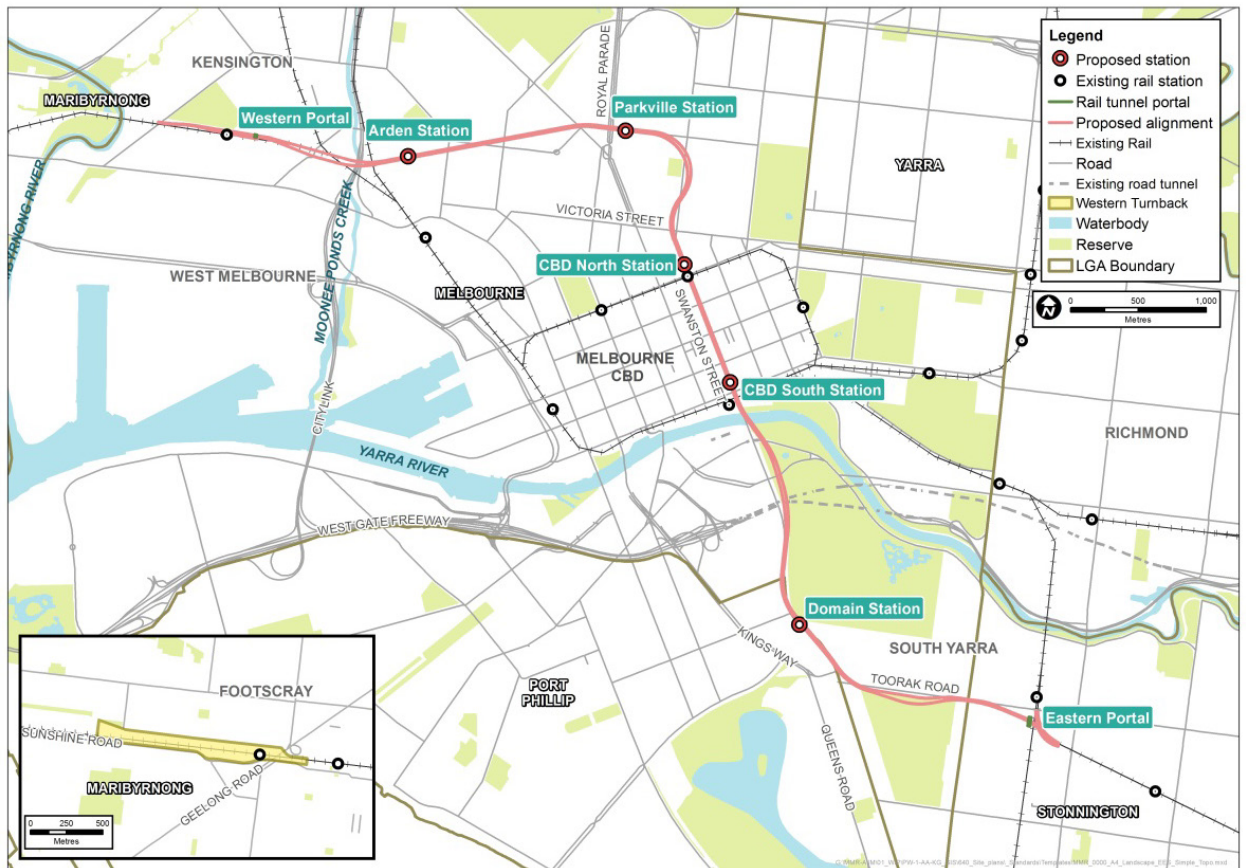 KENSINGTON
MARIBYRNONG
Western Portal
Arden Station
ROYAL PARADE
Parkville Station
Legend
Proposed station
Existing rail station
Rail tunnel portal
Proposed alignment
Existing Rail
Road
Existing road tunnel
Western Turnback
Waterbody
Reserve
LGA Boundary
N
0 500 1,000
Metres
YARRA
MOONEE PONDS CREEK
VICTORIA STREET
WEST MELBOURNE
MELBOURNE
CBD North Station
SWANSTON STREET
MELBOURNE
CBD
CBD South Station
CITYLINK
RICHMOND
YARRA RIVER
WEST GATE FREEWAY
Domain Station
KINGS WAY
SOUTH YARRA
TOORAK ROAD
PORT
PHILLIP
Eastern Portal
QUEENS ROAD
STONNINGTON
FOOTSCRAY
SUNSHINE ROAD
MARIBYRNONG
GEELONG ROAD
0 250 500
Metres